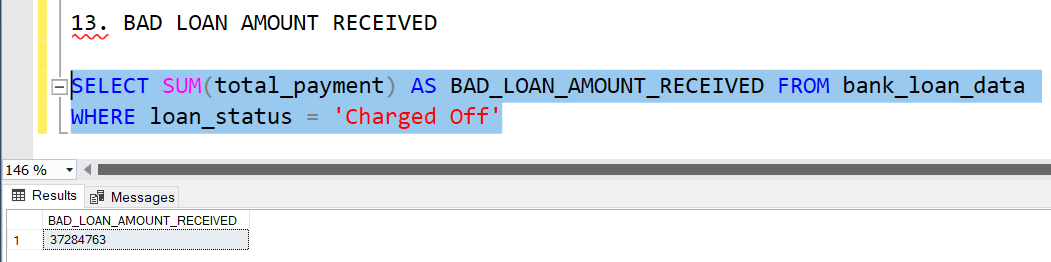 13. BAD LOAN AMOUNT RECEIVED
SELECT SUM(total_payment) AS BAD_LOAN_AMOUNT_RECEIVED FROM bank_loan_data
WHERE loan_status = 'Charged Off'
146 %
Results Messages
BAD_LOAN_AMOUNT_RECEIVED
1 37284763